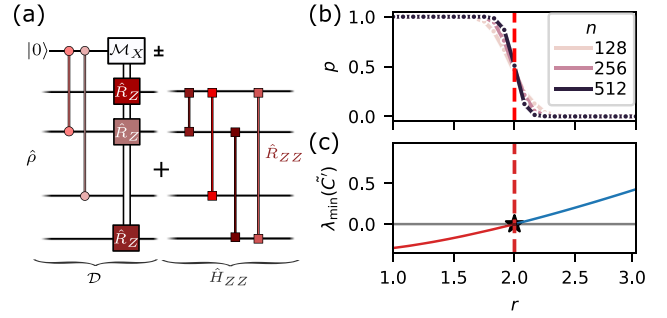 (a)
|0⟩ ℳ_X ±
R̂_Z
R̂_Z
ρ̂
+
R̂_ZZ
R̂_Z
𝒟
Ĥ_ZZ
(b)
1.0
0.5
0.0
p
n
128
256
512
(c)
0.5
0.0
λ_min(C̃′)
1.0 1.5 2.0 2.5 3.0
r